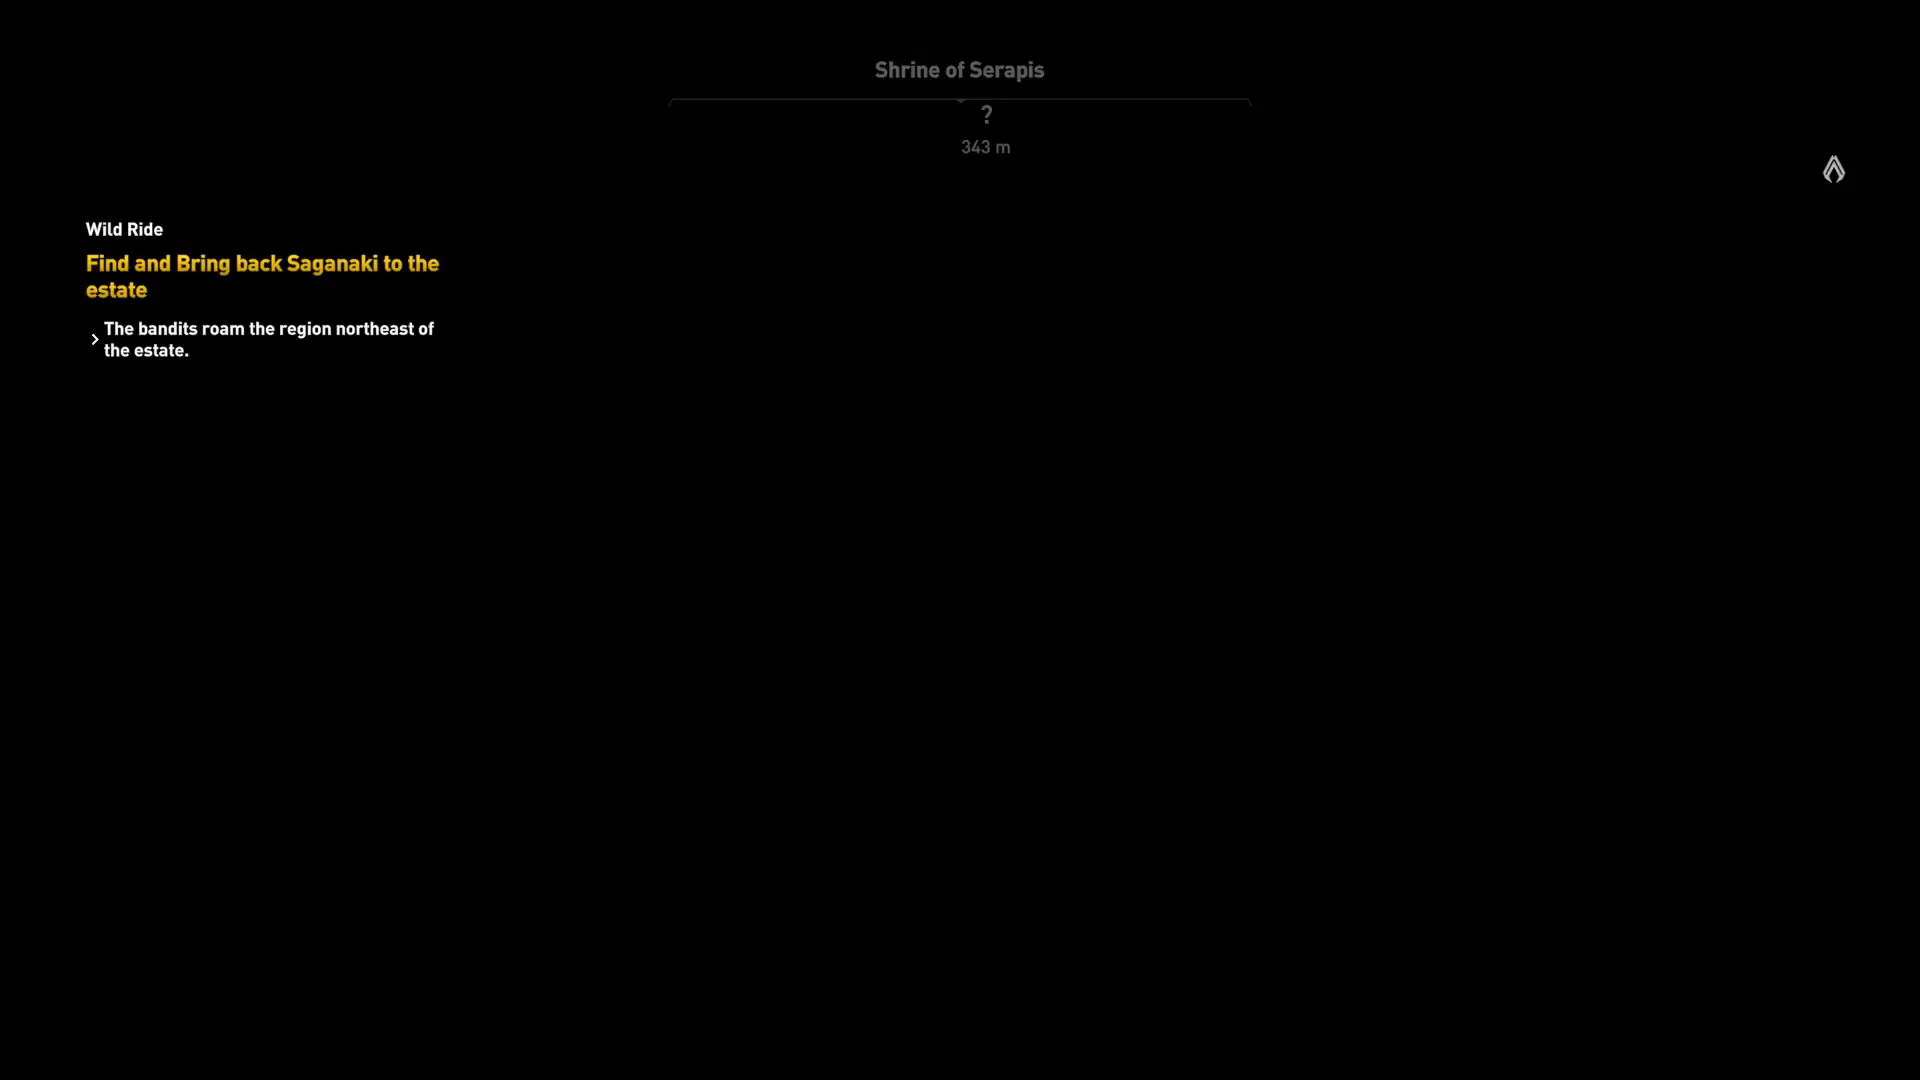 Shrine of Serapis
?
343 m
Wild Ride
Find and Bring back Saganaki to the
estate
The bandits roam the region northeast of
the estate.